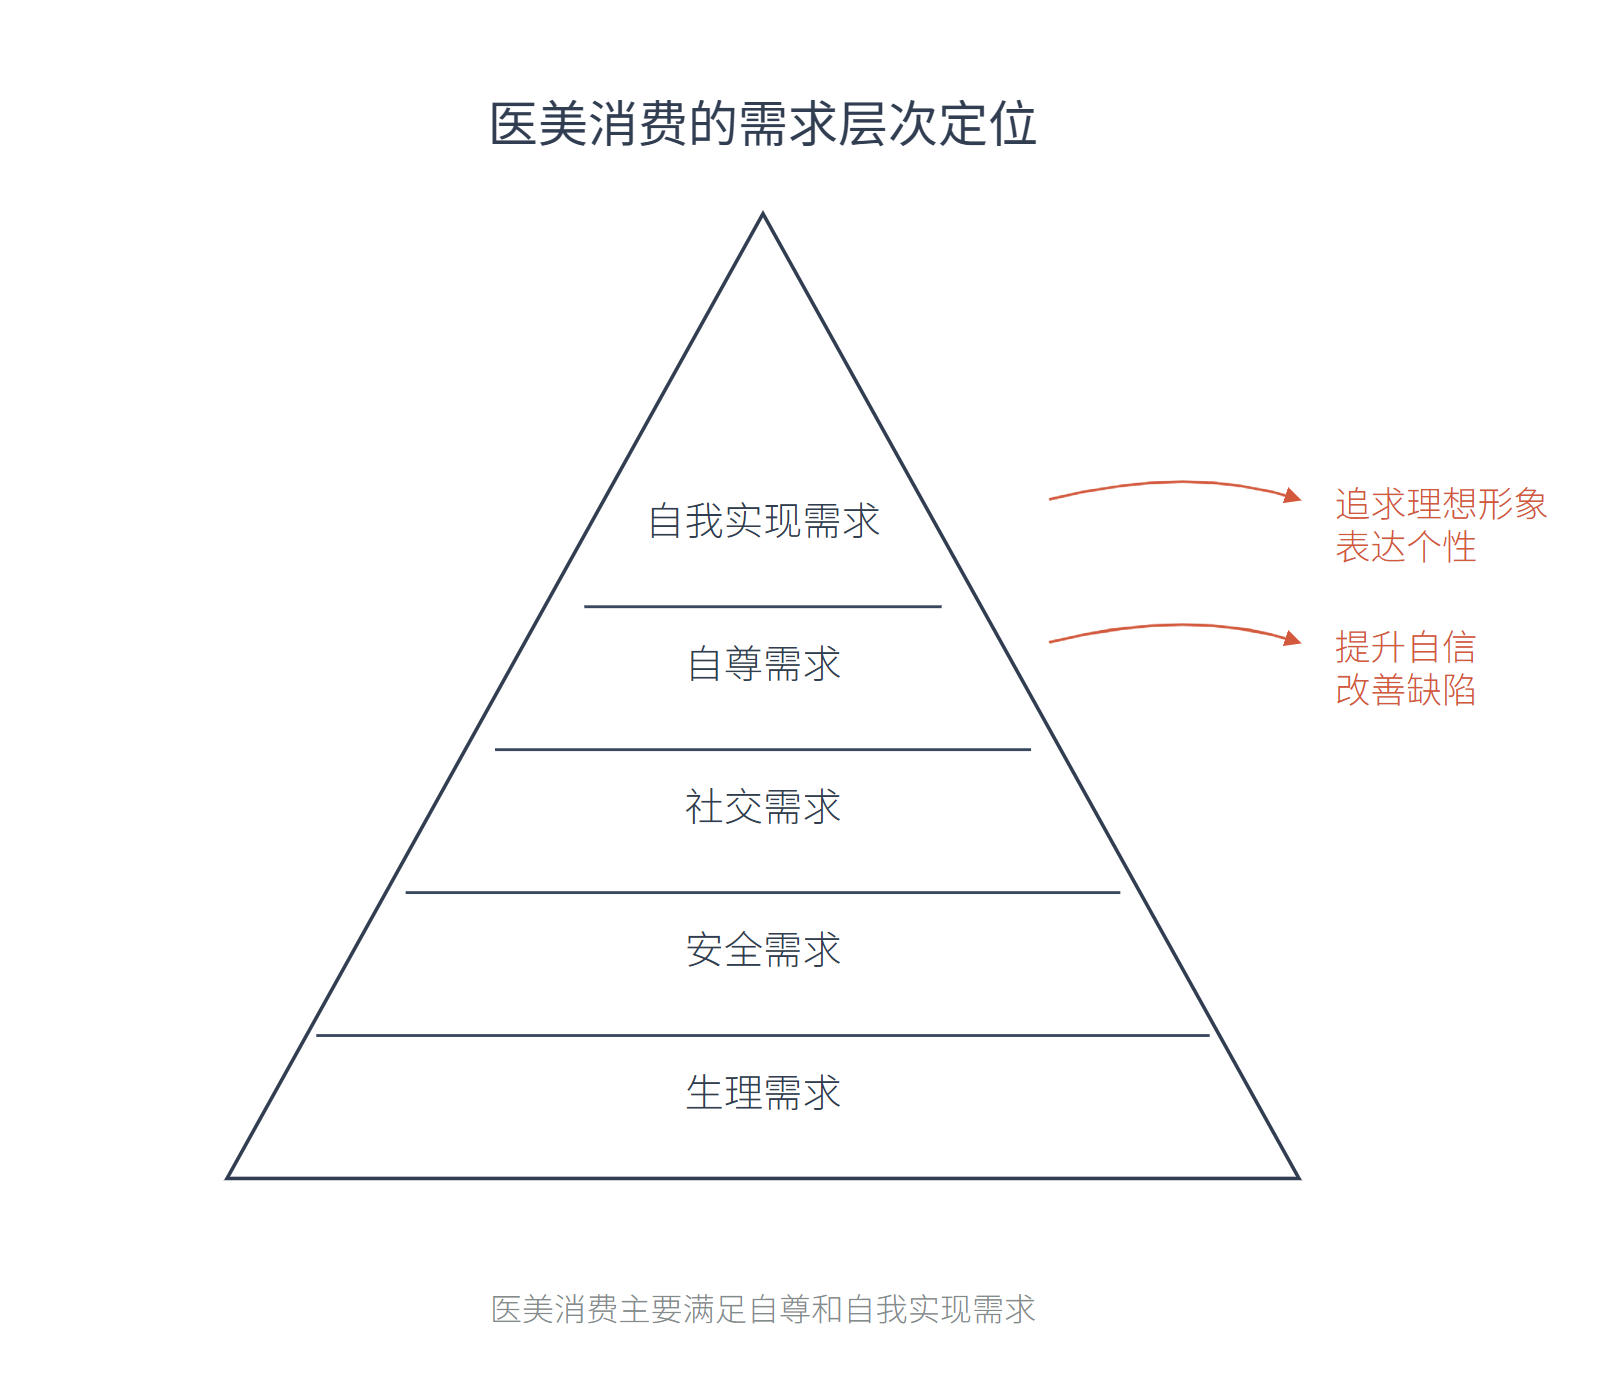 医美消费的需求层次定位
自我实现需求
追求理想形象
表达个性
自尊需求
提升自信
改善缺陷
社交需求
安全需求
生理需求
医美消费主要满足自尊和自我实现需求